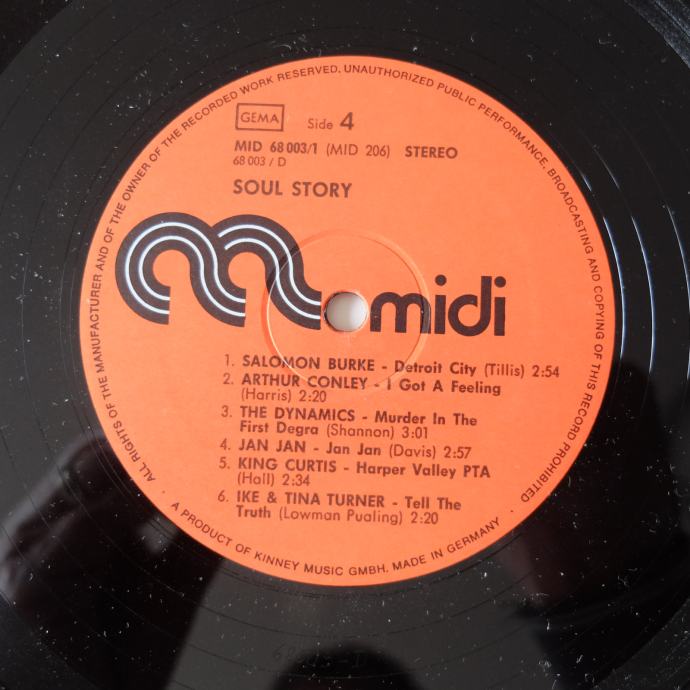 ALL RIGHTS OF THE MANUFACTURER AND OF THE OWNER OF THE RECORDED WORK RESERVED. UNAUTHORIZED PUBLIC PERFORMANCE. BROADCASTING AND COPYING OF THIS RECORD PROHIBITED
GEMA Side 4
MID 68 003/1 (MID 206) STEREO
68 003 / D
SOUL STORY
midi
1. SALOMON BURKE - Detroit City (Tillis) 2:54
2. ARTHUR CONLEY - I Got A Feeling
(Harris) 2:20
3. THE DYNAMICS - Murder In The
First Degra (Shannon) 3:01
4. JAN JAN - Jan Jan (Davis) 2:57
5. KING CURTIS - Harper Valley PTA
(Hall) 2:34
6. IKE & TINA TURNER - Tell The
Truth (Lowman Pualing) 2:20
· A PRODUCT OF KINNEY MUSIC GMBH. MADE IN GERMANY ·